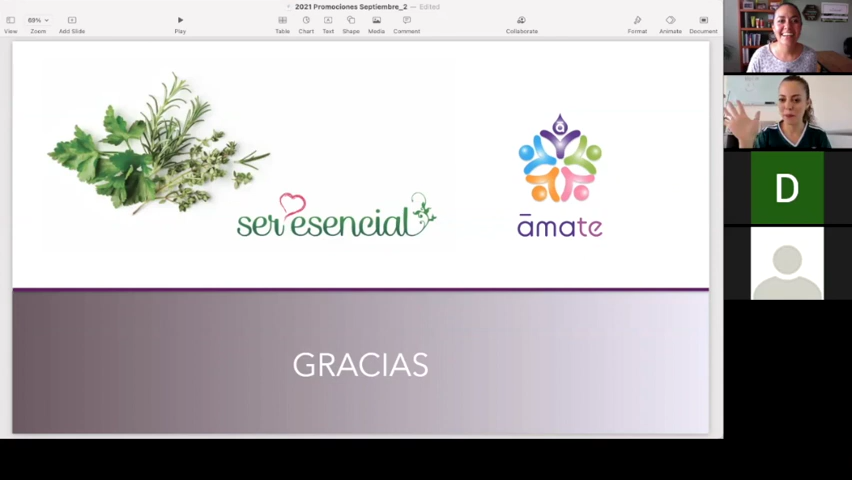 2021 Promociones Septiembre_2 — Edited
69%
View
Zoom
Add Slide
Play
Table
Chart
Text
Shape
Media
Comment
Collaborate
Format
Animate
Document
ser esencial
āmate
GRACIAS
D